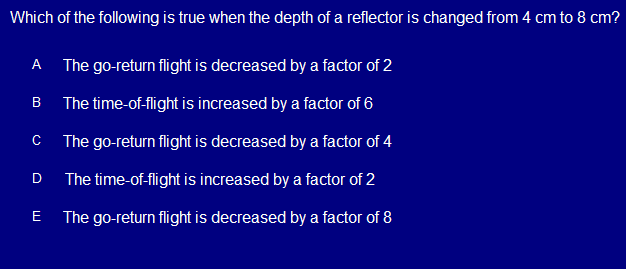 Which of the following is true when the depth of a reflector is changed from 4 cm to 8 cm?
A The go-return flight is decreased by a factor of 2
B The time-of-flight is increased by a factor of 6
C The go-return flight is decreased by a factor of 4
D The time-of-flight is increased by a factor of 2
E The go-return flight is decreased by a factor of 8